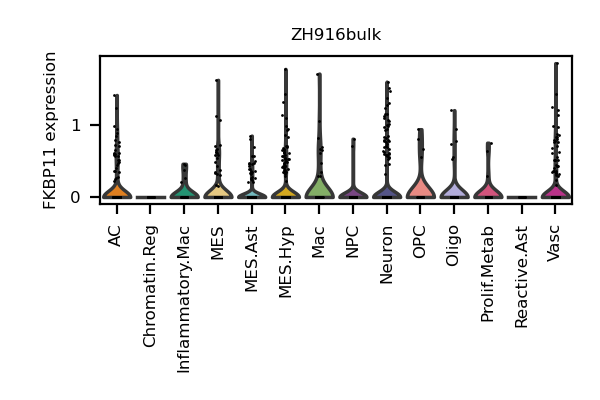 ZH916bulk
FKBP11 expression
1
0
AC
Chromatin.Reg
Inflammatory.Mac
MES
MES.Ast
MES.Hyp
Mac
NPC
Neuron
OPC
Oligo
Prolif.Metab
Reactive.Ast
Vasc